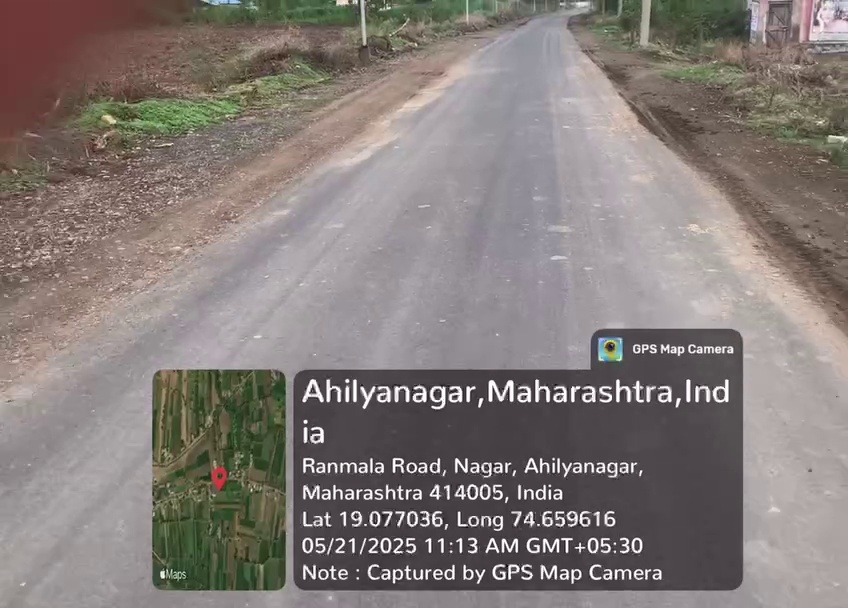 GPS Map Camera
Ahilyanagar,Maharashtra,Ind
ia
Ranmala Road, Nagar, Ahilyanagar,
Maharashtra 414005, India
Lat 19.077036, Long 74.659616
05/21/2025 11:13 AM GMT+05:30
Note : Captured by GPS Map Camera
Maps